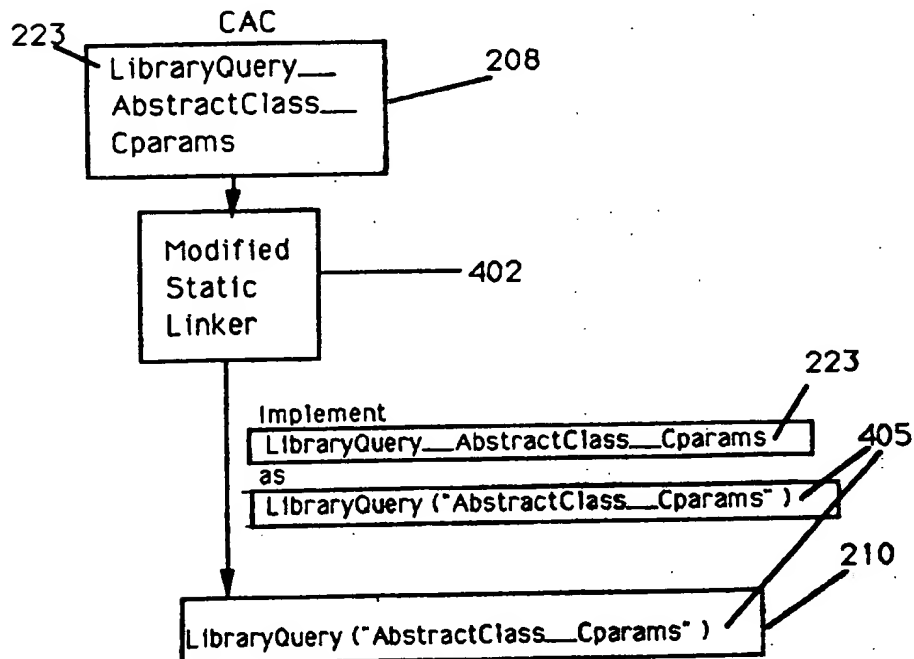 CAC
223
LibraryQuery__
AbstractClass__
Cparams
208
Modified
Static
Linker
402
223
Implement
LibraryQuery__AbstractClass__Cparams
405
as
LibraryQuery ("AbstractClass__Cparams" )
210
LibraryQuery ("AbstractClass__Cparams" )